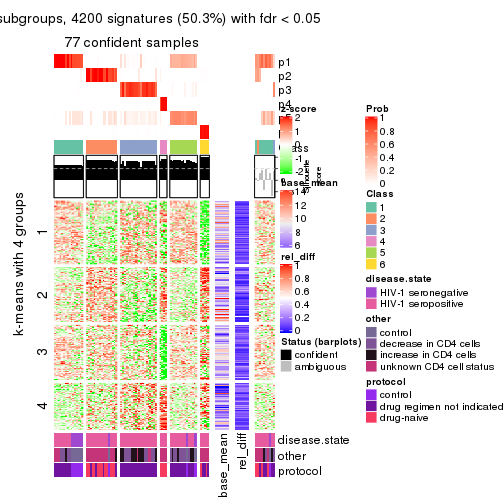 subgroups, 4200 signatures (50.3%) with fdr < 0.05
77 confident samples
p1
p2
p3
p4
p5
z-score
2
1
-1
-2
base_mean
14
12
10
8
6
rel_diff
1
0.8
0.6
0.4
0.2
0
Status (barplots)
confident
ambiguous
Prob
1
0.8
0.6
0.4
0.2
0
Class
1
2
3
4
5
6
disease.state
HIV-1 seronegative
HIV-1 seropositive
other
control
decrease in CD4 cells
increase in CD4 cells
unknown CD4 cell status
protocol
control
drug regimen not indicated
drug-naive
k-means with 4 groups
1
2
3
4
disease.state
other
protocol
base_mean
rel_diff